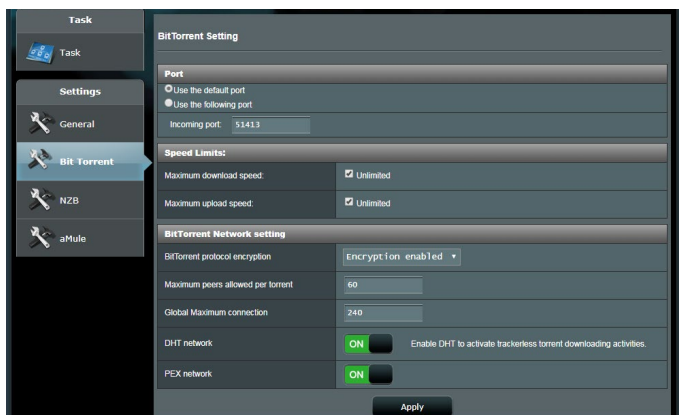 Task
Task
Settings
General
Bit Torrent
NZB
aMule
BitTorrent Setting
Port
Use the default port
Use the following port
Incoming port: 51413
Speed Limits:
Maximum download speed: Unlimited
Maximum upload speed: Unlimited
BitTorrent Network setting
BitTorrent protocol encryption Encryption enabled
Maximum peers allowed per torrent 60
Global Maximum connection 240
DHT network ON Enable DHT to activate trackerless torrent downloading activities.
PEX network ON
Apply